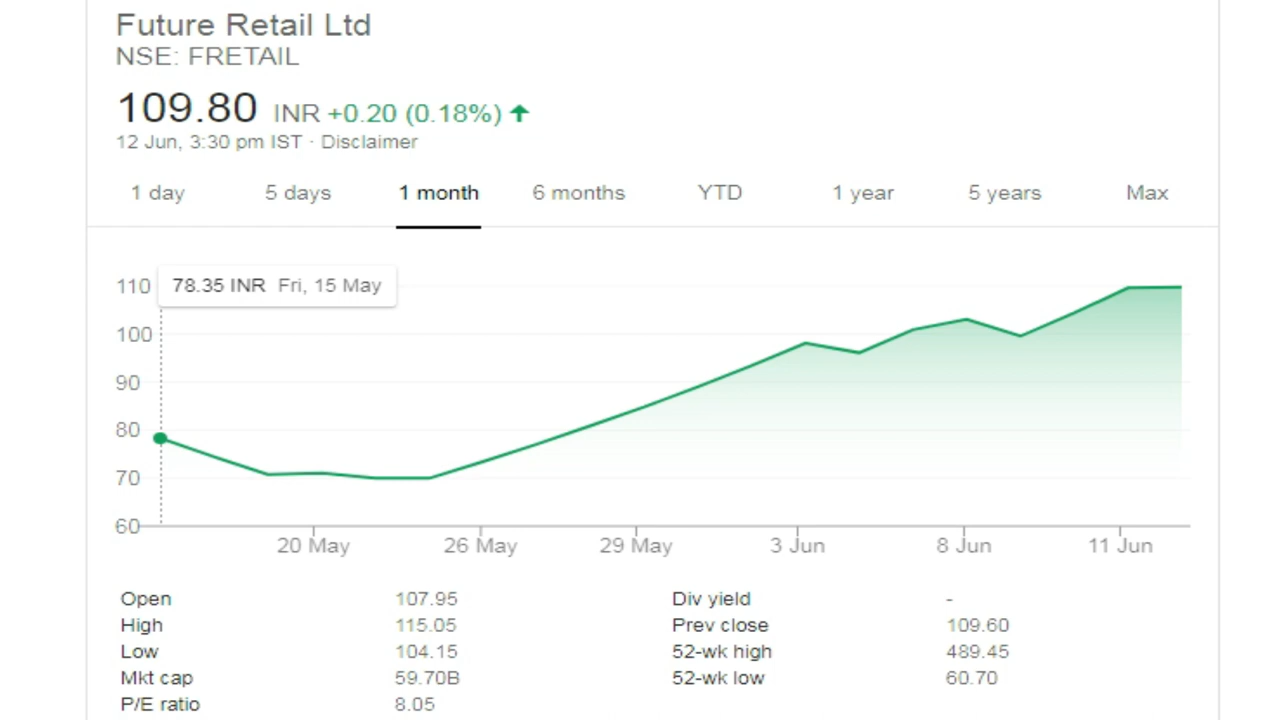 Future Retail Ltd
NSE: FRETAIL
109.80 INR +0.20 (0.18%) ↑
12 Jun, 3:30 pm IST · Disclaimer
1 day 5 days 1 month 6 months YTD 1 year 5 years Max
78.35 INR Fri, 15 May
110
100
90
80
70
60
20 May 26 May 29 May 3 Jun 8 Jun 11 Jun
Open 107.95 Div yield -
High 115.05 Prev close 109.60
Low 104.15 52-wk high 489.45
Mkt cap 59.70B 52-wk low 60.70
P/E ratio 8.05